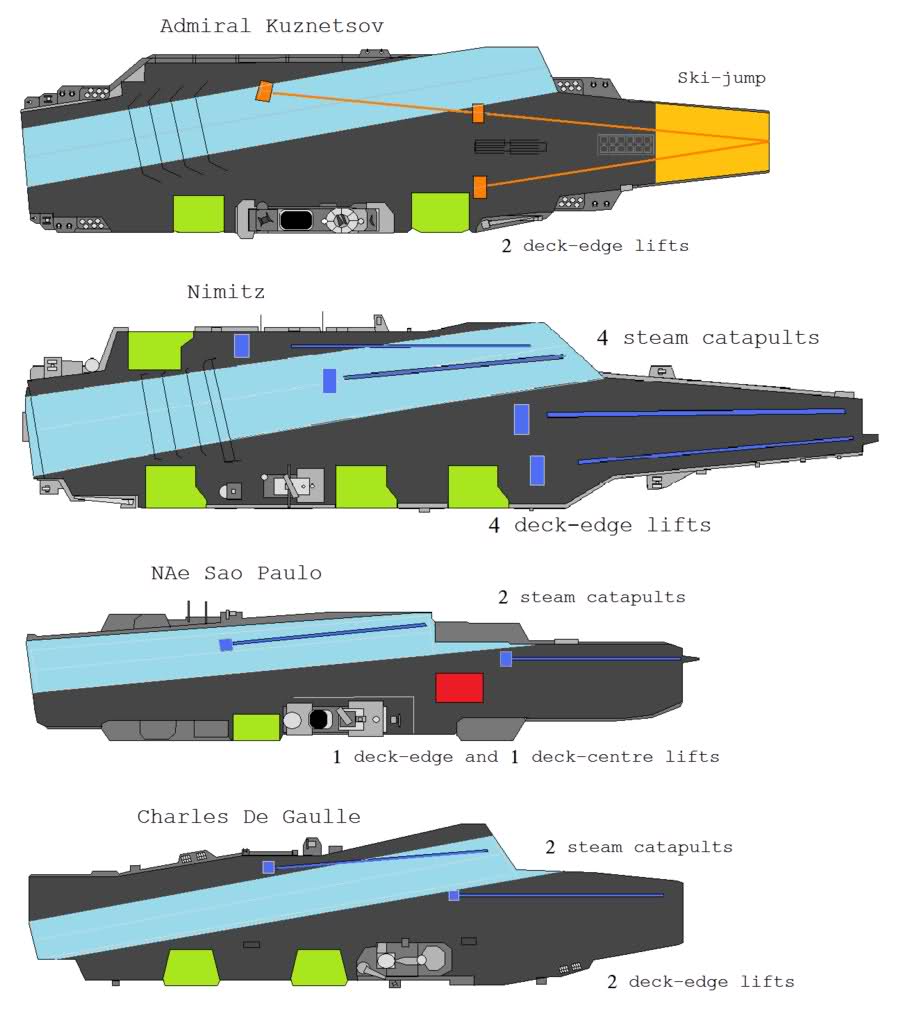 Admiral Kuznetsov
Ski-jump
2 deck-edge lifts
Nimitz
4 steam catapults
4 deck-edge lifts
NAe Sao Paulo
2 steam catapults
1 deck-edge and 1 deck-centre lifts
Charles De Gaulle
2 steam catapults
2 deck-edge lifts